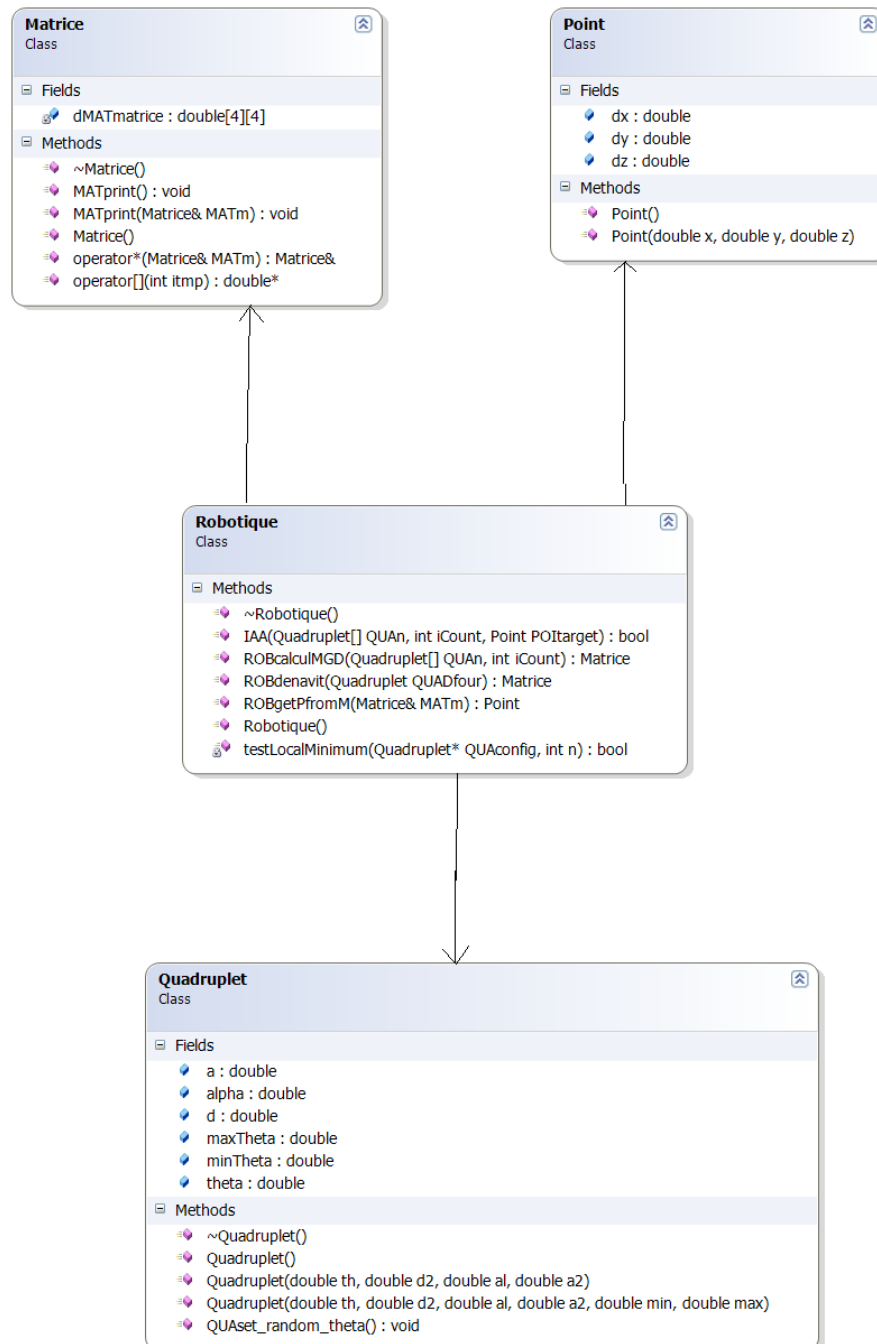 Matrice
Class
Fields
dMATmatrice : double[4][4]
Methods
~Matrice()
MATprint() : void
MATprint(Matrice& MATm) : void
Matrice()
operator*(Matrice& MATm) : Matrice&
operator[](int itmp) : double*
Point
Class
Fields
dx : double
dy : double
dz : double
Methods
Point()
Point(double x, double y, double z)
Robotique
Class
Methods
~Robotique()
IAA(Quadruplet[] QUAn, int iCount, Point POItarget) : bool
ROBcalculMGD(Quadruplet[] QUAn, int iCount) : Matrice
ROBdenavit(Quadruplet QUADfour) : Matrice
ROBgetPfromM(Matrice& MATm) : Point
Robotique()
testLocalMinimum(Quadruplet* QUAconfig, int n) : bool
Quadruplet
Class
Fields
a : double
alpha : double
d : double
maxTheta : double
minTheta : double
theta : double
Methods
~Quadruplet()
Quadruplet()
Quadruplet(double th, double d2, double al, double a2)
Quadruplet(double th, double d2, double al, double a2, double min, double max)
QUAset_random_theta() : void